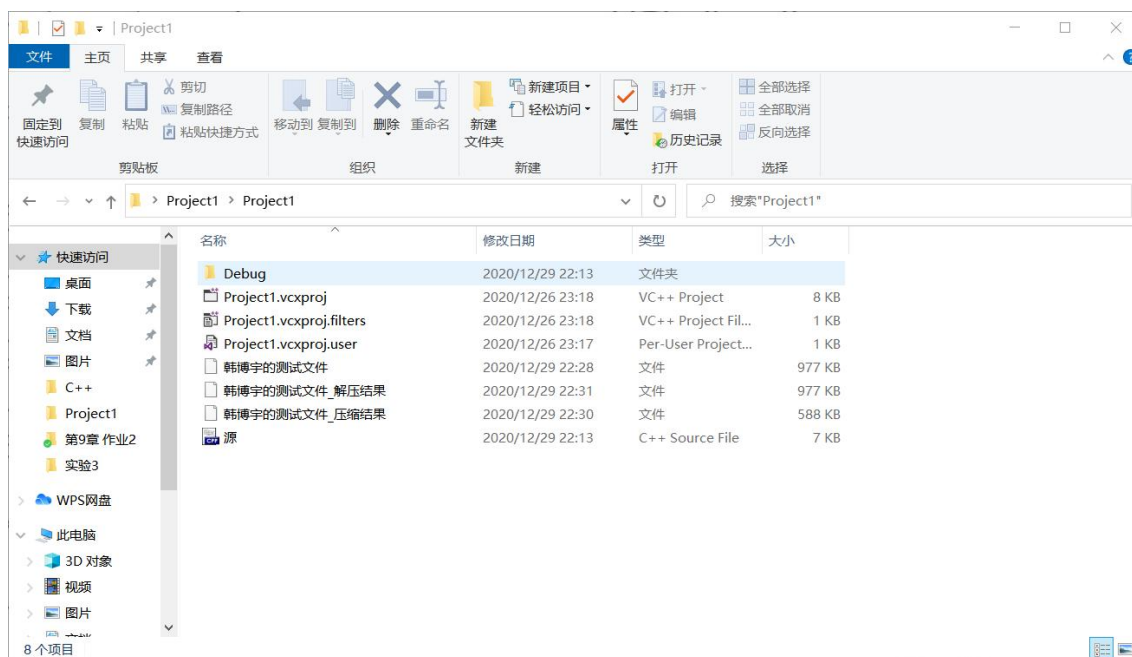 Project1
文件 主页 共享 查看
固定到快速访问 复制 粘贴 剪切 复制路径 粘贴快捷方式 移动到 复制到 删除 重命名 新建文件夹 新建项目 轻松访问 属性 打开 编辑 历史记录 全部选择 全部取消 反向选择
剪贴板 组织 新建 打开 选择
Project1 > Project1 搜索"Project1"
名称 修改日期 类型 大小
快速访问
桌面
下载
文档
图片
C++
Project1
第9章 作业2
实验3
WPS网盘
此电脑
3D 对象
视频
图片
Debug 2020/12/29 22:13 文件夹
Project1.vcxproj 2020/12/26 23:18 VC++ Project 8 KB
Project1.vcxproj.filters 2020/12/26 23:18 VC++ Project Fil... 1 KB
Project1.vcxproj.user 2020/12/26 23:17 Per-User Project... 1 KB
韩博宇的测试文件 2020/12/29 22:28 文件 977 KB
韩博宇的测试文件_解压结果 2020/12/29 22:31 文件 977 KB
韩博宇的测试文件_压缩结果 2020/12/29 22:30 文件 588 KB
源 2020/12/29 22:13 C++ Source File 7 KB
8 个项目